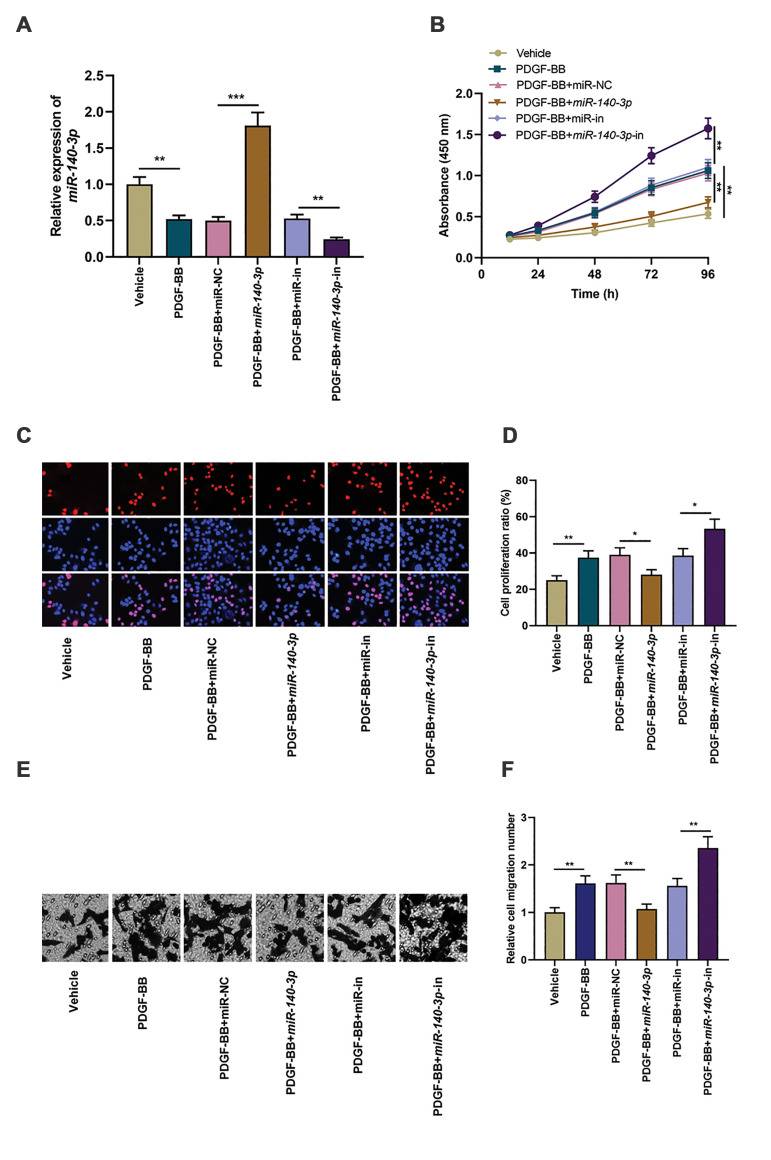 A
Relative expression of
miR-140-3p
2.5
2.0
1.5
1.0
0.5
0.0
**
***
**
Vehicle
PDGF-BB
PDGF-BB+miR-NC
PDGF-BB+miR-140-3p
PDGF-BB+miR-in
PDGF-BB+miR-140-3p-in
B
Vehicle
PDGF-BB
PDGF-BB+miR-NC
PDGF-BB+miR-140-3p
PDGF-BB+miR-in
PDGF-BB+miR-140-3p-in
Absorbance (450 nm)
2.0
1.5
1.0
0.5
0.0
0
24
48
72
96
Time (h)
**
**
**
C
Vehicle
PDGF-BB
PDGF-BB+miR-NC
PDGF-BB+miR-140-3p
PDGF-BB+miR-in
PDGF-BB+miR-140-3p-in
D
Cell proliferation ratio (%)
80
60
40
20
0
**
*
*
Vehicle
PDGF-BB
PDGF-BB+miR-NC
PDGF-BB+miR-140-3p
PDGF-BB+miR-in
PDGF-BB+miR-140-3p-in
E
Vehicle
PDGF-BB
PDGF-BB+miR-NC
PDGF-BB+miR-140-3p
PDGF-BB+miR-in
PDGF-BB+miR-140-3p-in
F
Relative cell migration number
3
2
1
0
**
**
**
Vehicle
PDGF-BB
PDGF-BB+miR-NC
PDGF-BB+miR-140-3p
PDGF-BB+miR-in
PDGF-BB+miR-140-3p-in